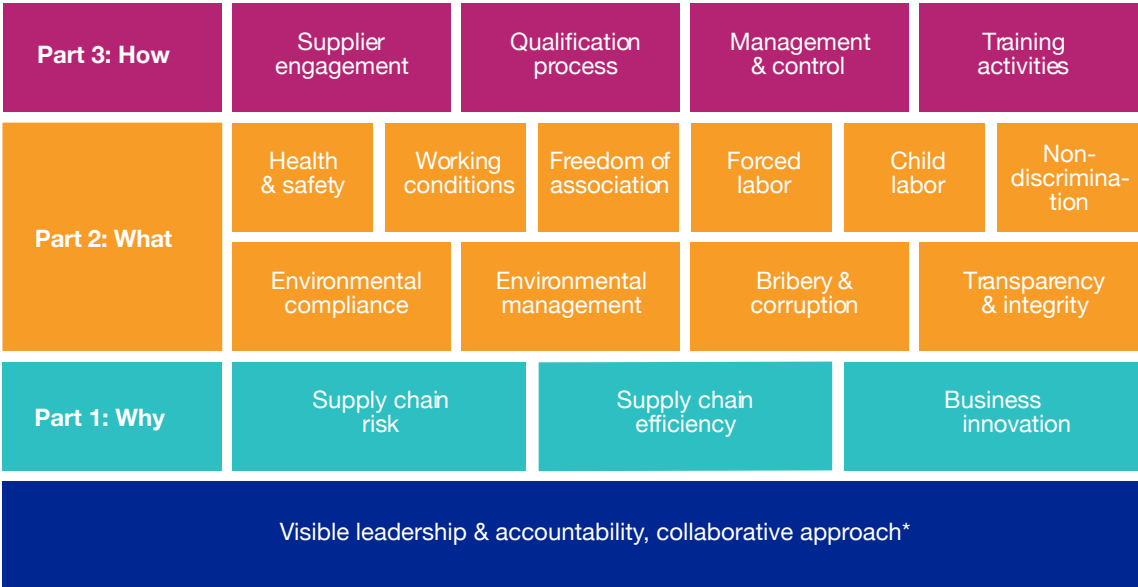 Part 3: How
Supplier
engagement
Qualification
process
Management
& control
Training
activities
Part 2: What
Health
& safety
Working
conditions
Freedom of
association
Forced
labor
Child
labor
Non-
discrimina-
tion
Environmental
compliance
Environmental
management
Bribery &
corruption
Transparency
& integrity
Part 1: Why
Supply chain
risk
Supply chain
efficiency
Business
innovation
Visible leadership & accountability, collaborative approach*